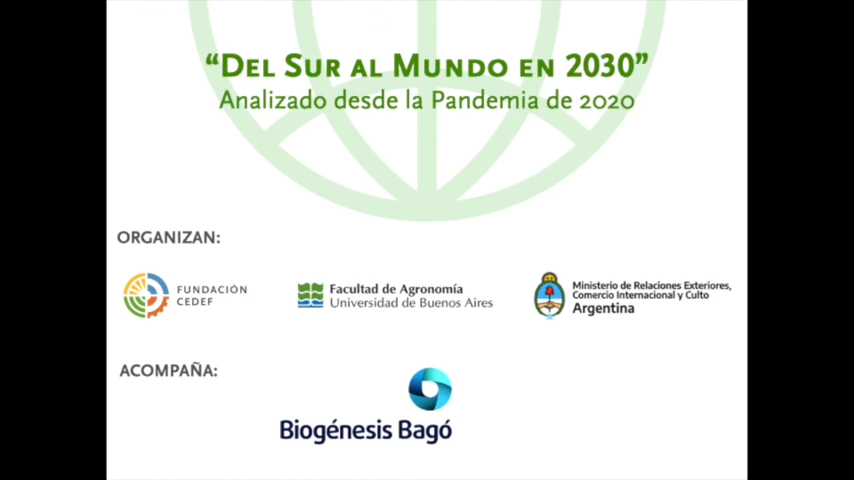 “DEL SUR AL MUNDO EN 2030”
Analizado desde la Pandemia de 2020
ORGANIZAN:
FUNDACIÓN
CEDEF
Facultad de Agronomía
Universidad de Buenos Aires
Ministerio de Relaciones Exteriores,
Comercio Internacional y Culto
Argentina
ACOMPAÑA:
Biogénesis Bagó